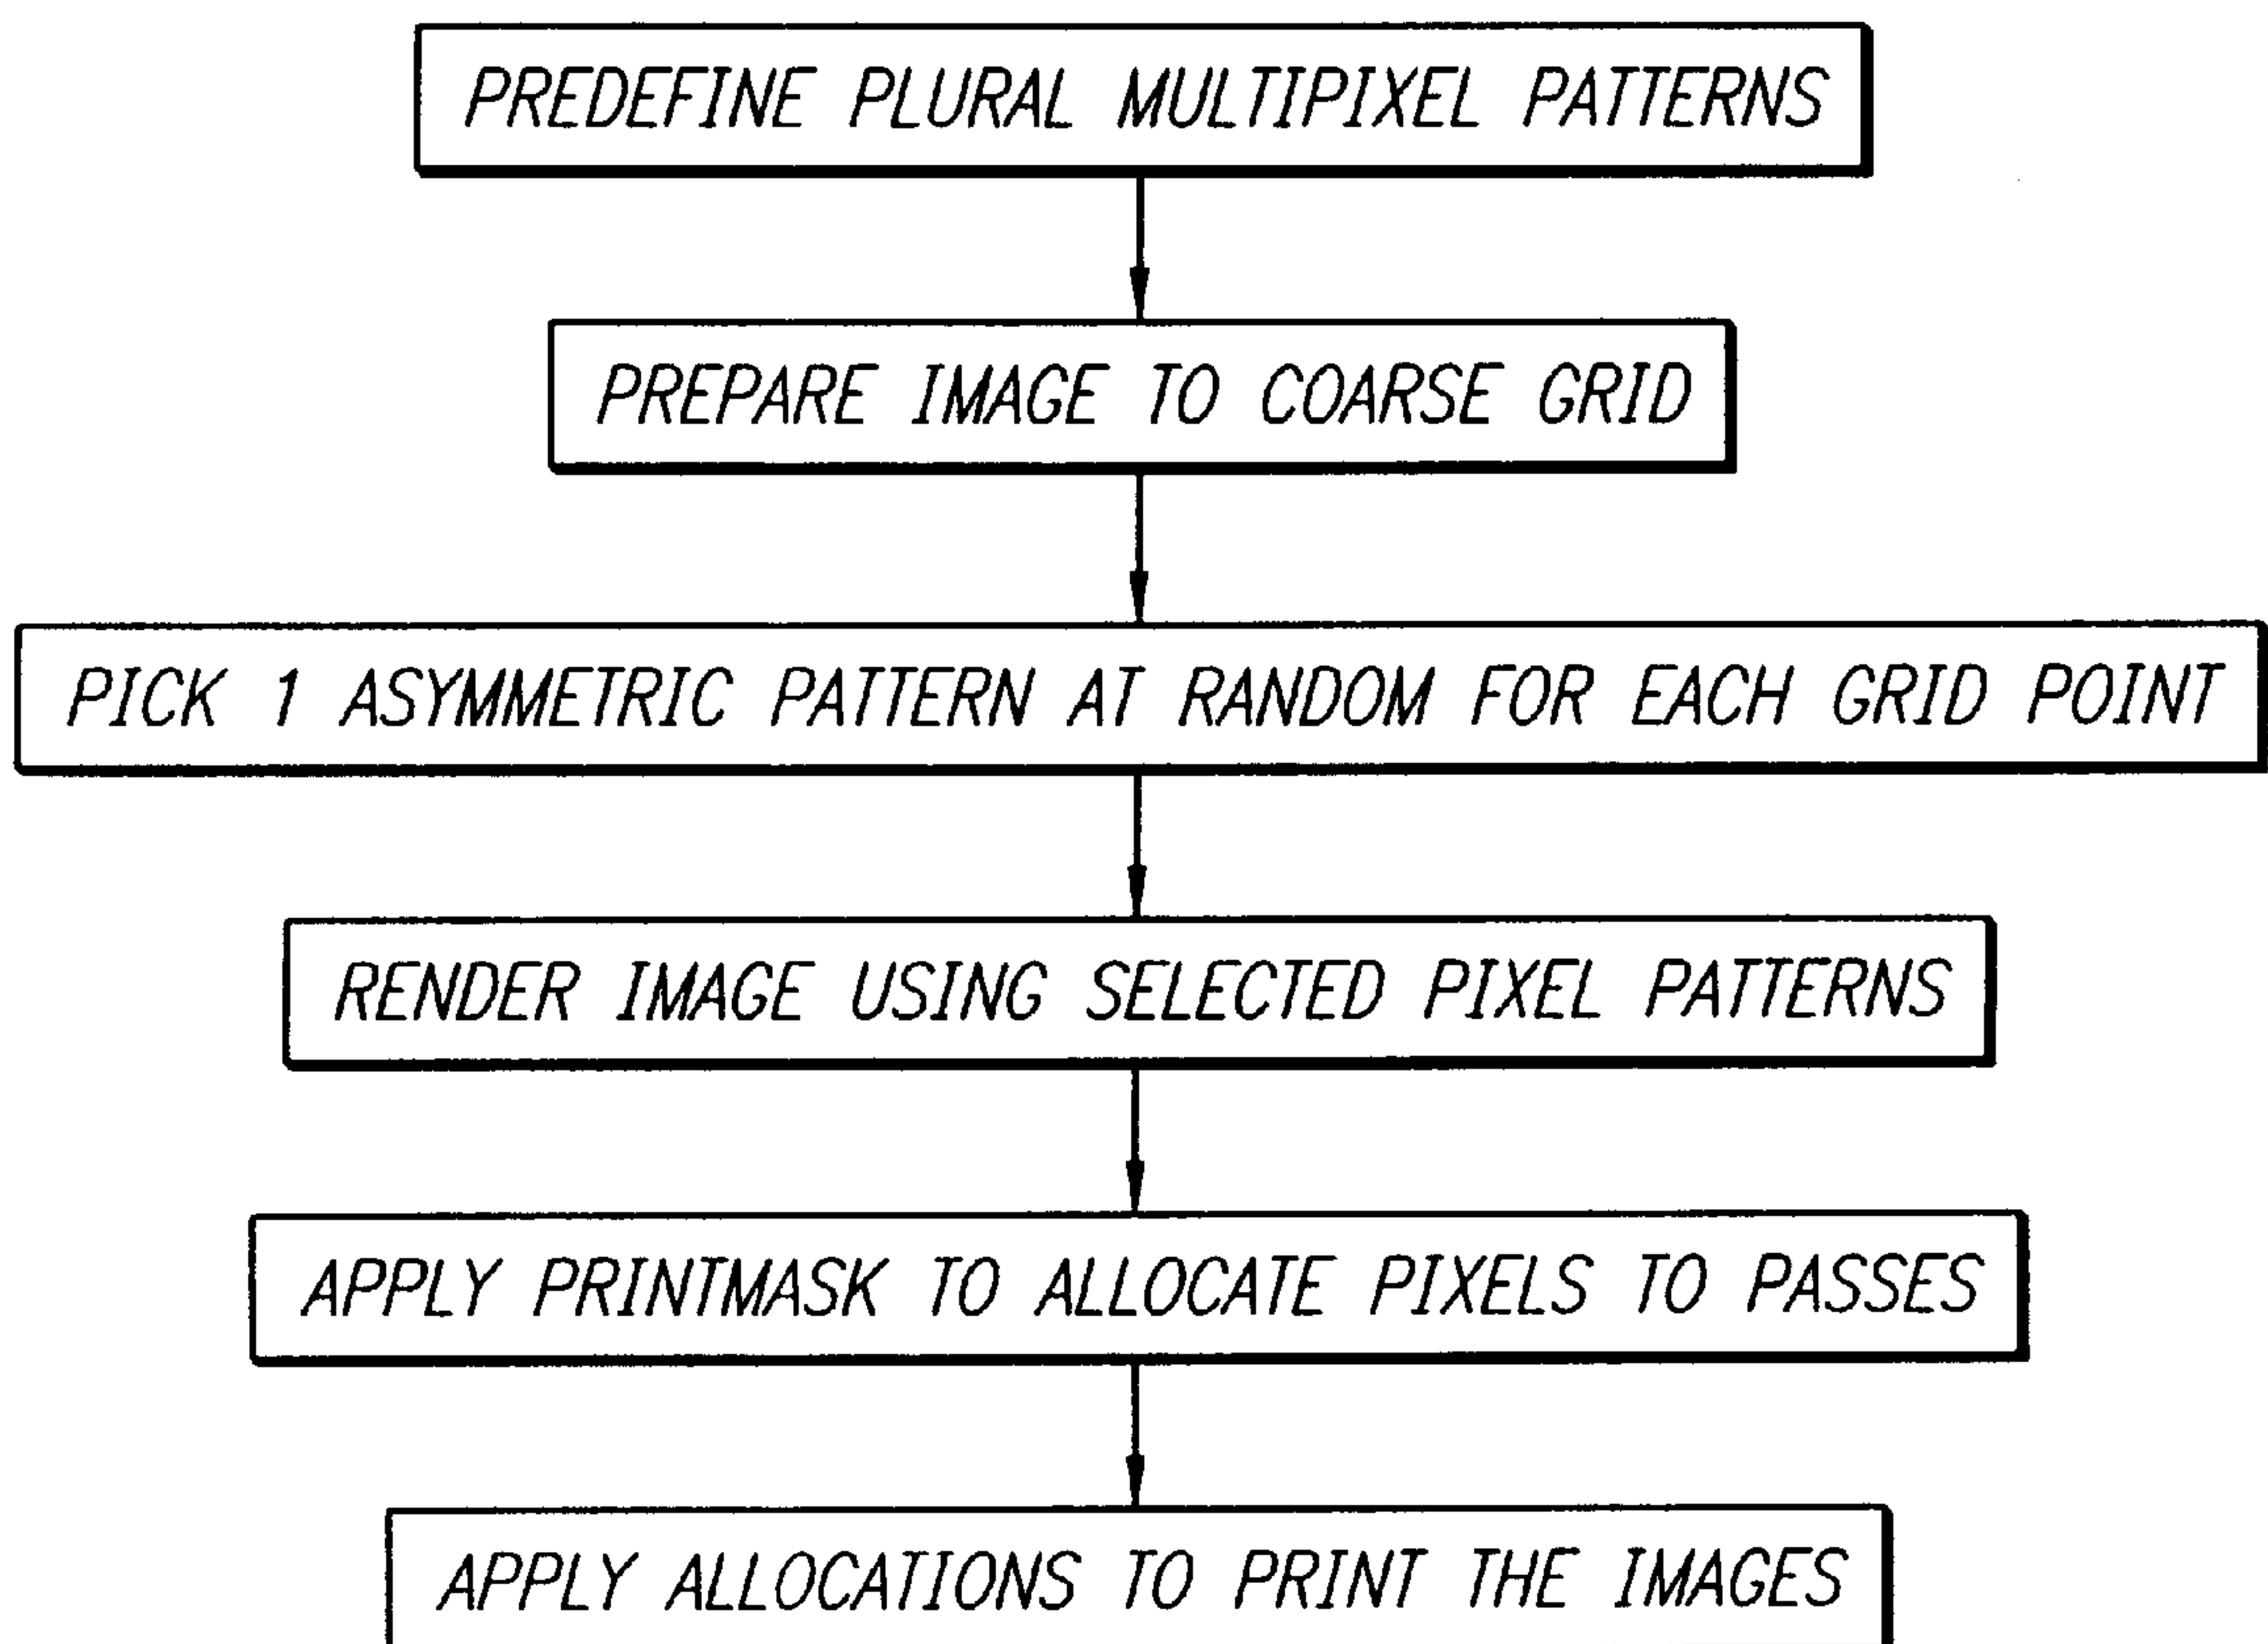 PREDEFINE PLURAL MULTIPIXEL PATTERNS
PREPARE IMAGE TO COARSE GRID
PICK 1 ASYMMETRIC PATTERN AT RANDOM FOR EACH GRID POINT
RENDER IMAGE USING SELECTED PIXEL PATTERNS
APPLY PRINTMASK TO ALLOCATE PIXELS TO PASSES
APPLY ALLOCATIONS TO PRINT THE IMAGES